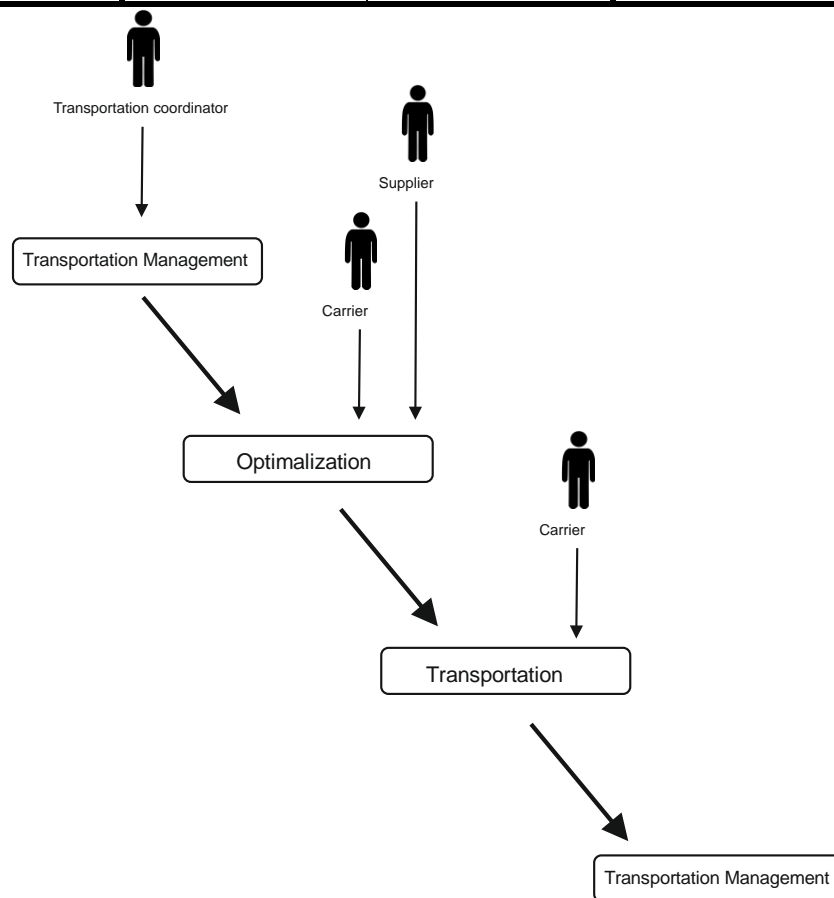 Transportation coordinator
Supplier
Transportation Management
Carrier
Optimalization
Carrier
Transportation
Transportation Management